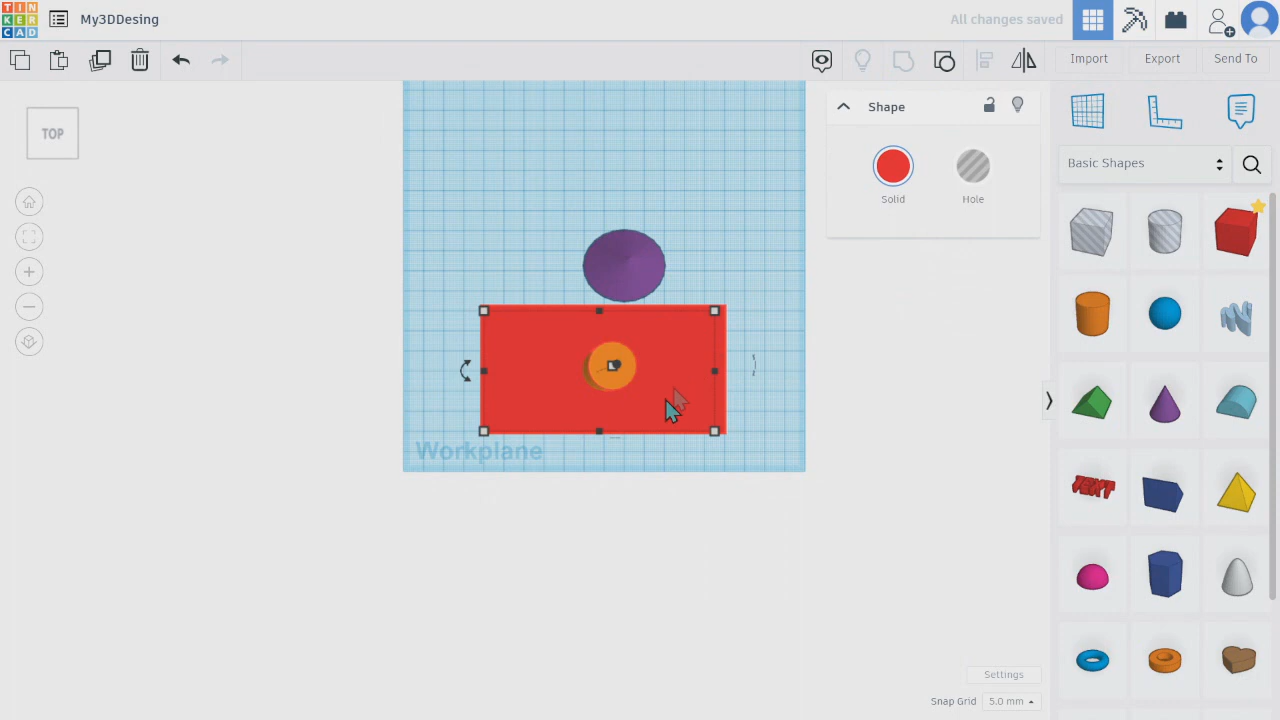 TIN
KER
CAD
My3DDesing
All changes saved
Import
Export
Send To
TOP
Shape
Solid
Hole
Basic Shapes
TEXT
Workplane
Settings
Snap Grid
5.0 mm